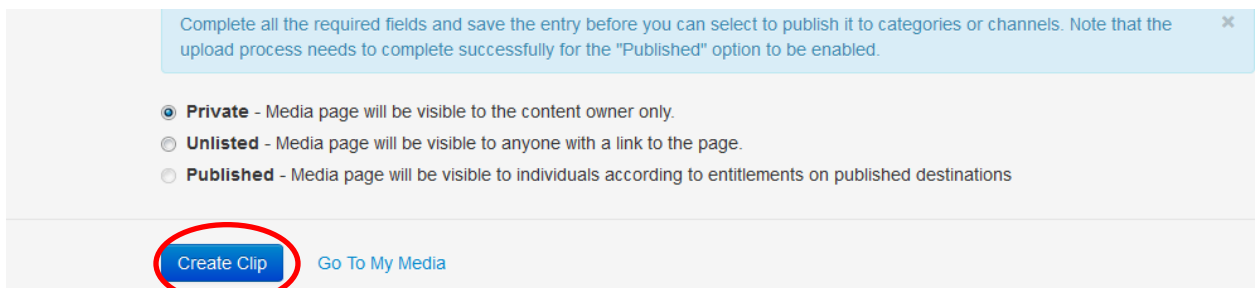 Complete all the required fields and save the entry before you can select to publish it to categories or channels. Note that the ×
upload process needs to complete successfully for the "Published" option to be enabled.
Private - Media page will be visible to the content owner only.
Unlisted - Media page will be visible to anyone with a link to the page.
Published - Media page will be visible to individuals according to entitlements on published destinations
Create Clip Go To My Media